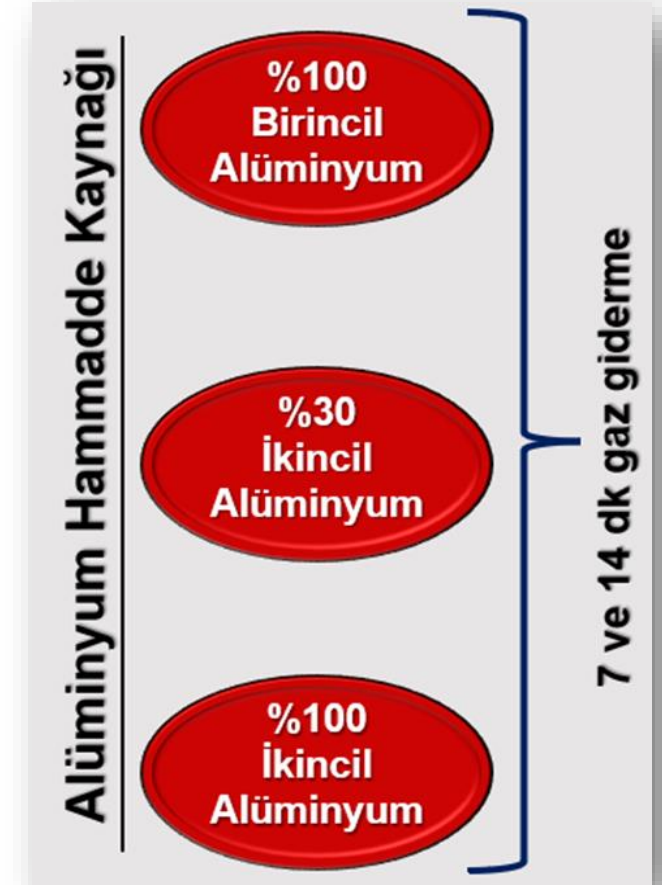 Alüminyum Hammadde Kaynağı
%100
Birincil
Alüminyum
%30
İkincil
Alüminyum
%100
İkincil
Alüminyum
7 ve 14 dk gaz giderme